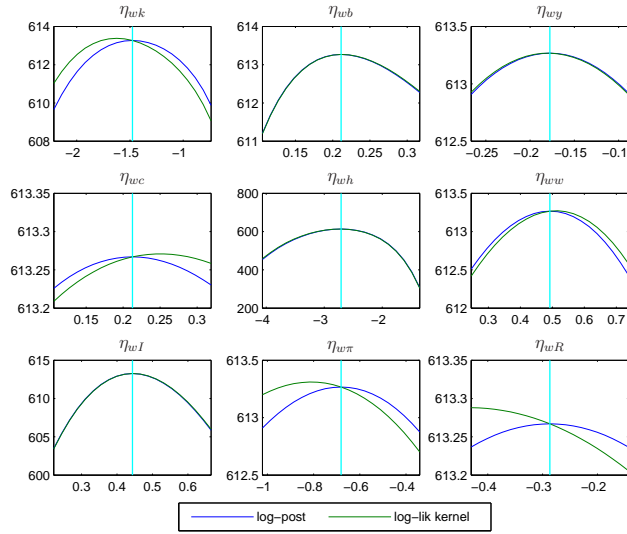 η_wk η_wb η_wy
614 612 610 608
−2 −1.5 −1
614 613 612 611
0.15 0.2 0.25 0.3
613.5 613 612.5
−0.25 −0.2 −0.15 −0.1
η_wc η_wh η_ww
613.35 613.3 613.25 613.2
0.15 0.2 0.25 0.3
800 600 400 200
−4 −3 −2
613.5 613 612.5 612
0.3 0.4 0.5 0.6 0.7
η_wI η_wπ η_wR
615 610 605 600
0.3 0.4 0.5 0.6
613.5 613 612.5
−1 −0.8 −0.6 −0.4
613.35 613.3 613.25 613.2
−0.4 −0.3 −0.2
log−post log−lik kernel